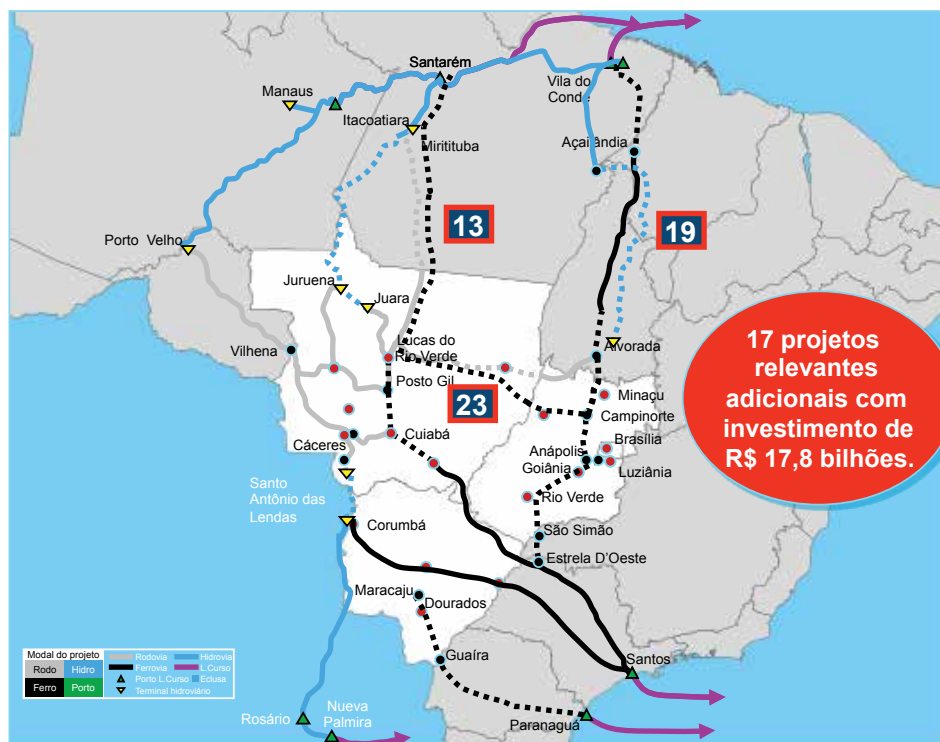 Santarém
Manaus
Vila do
Conde
Itacoatiara
Miritituba
Açailândia
13
19
Porto Velho
Juruena
Juara
17 projetos
relevantes
adicionais com
investimento de
R$ 17,8 bilhões.
Lucas do
Rio Verde
Vilhena
Alvorada
Posto Gil
23
Minaçu
Campinorte
Cuiabá
Brasília
Cáceres
Anápolis
Goiânia
Luziânia
Santo
Antônio das
Lendas
Rio Verde
Corumbá
São Simão
Estrela D'Oeste
Maracaju
Dourados
Guaíra
Santos
Modal do projeto
Rodo
Hidro
Ferro
Porto
Rodovia
Hidrovia
Ferrovia
L.Curso
Porto L.Curso
Eclusa
Terminal hidroviário
Rosário
Nueva
Palmira
Paranaguá